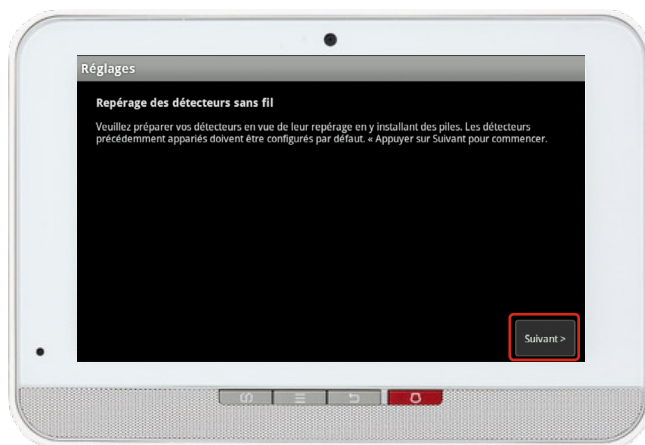 Réglages
Repérage des détecteurs sans fil
Veuillez préparer vos détecteurs en vue de leur repérage en y installant des piles. Les détecteurs
précédemment appariés doivent être configurés par défaut. « Appuyer sur Suivant pour commencer.
Suivant >